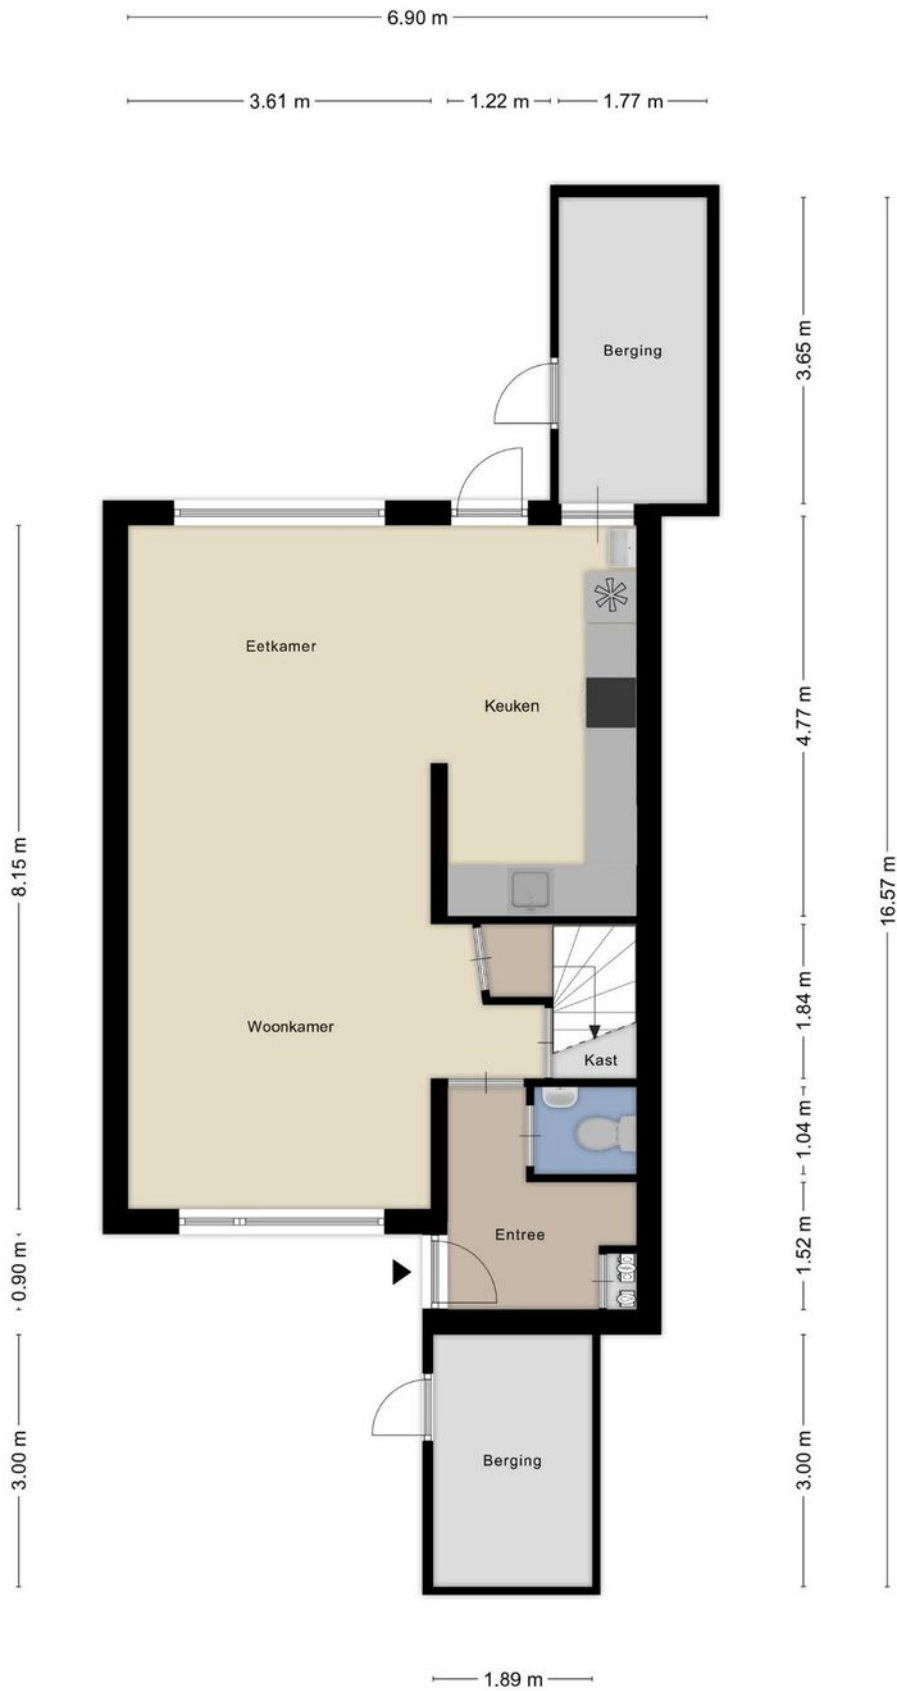 6.90 m
3.61 m
1.22 m
1.77 m
Berging
3.65 m
Eetkamer
Keuken
4.77 m
8.15 m
16.57 m
1.84 m
Woonkamer
Kast
1.04 m
Entree
1.52 m
0.90 m
Berging
3.00 m
3.00 m
1.89 m